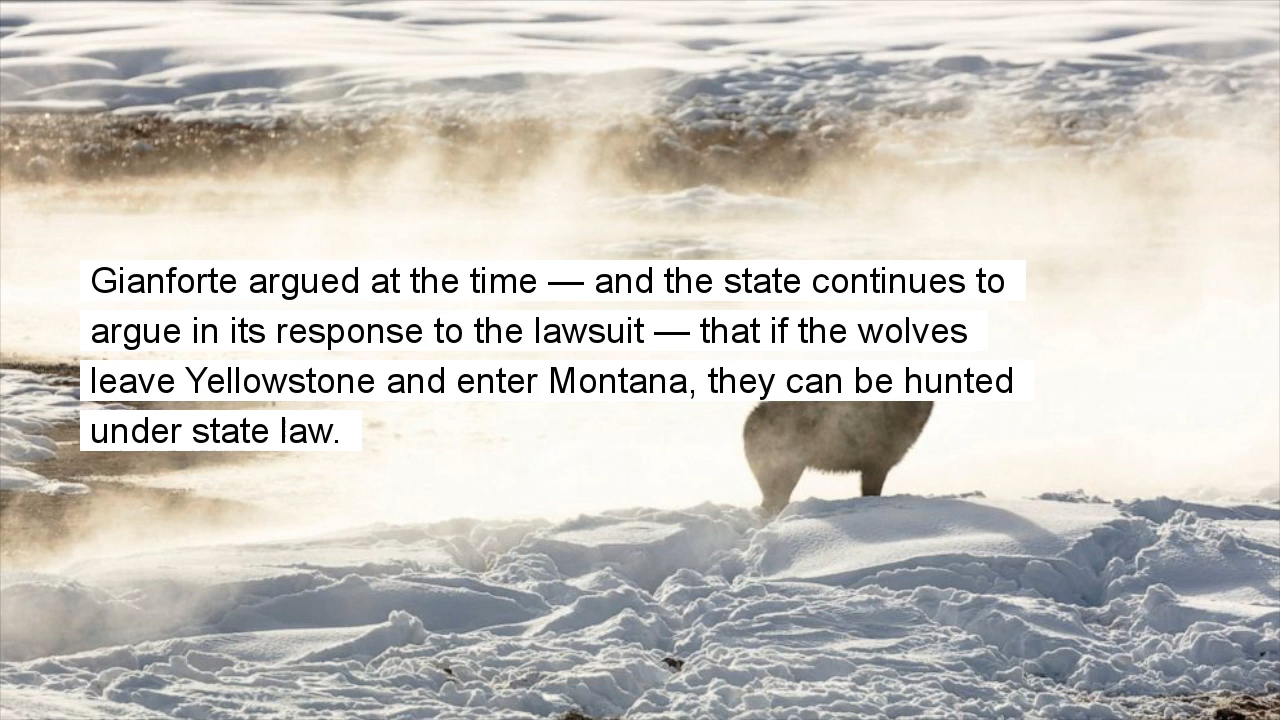 Gianforte argued at the time — and the state continues to
argue in its response to the lawsuit — that if the wolves
leave Yellowstone and enter Montana, they can be hunted
under state law.